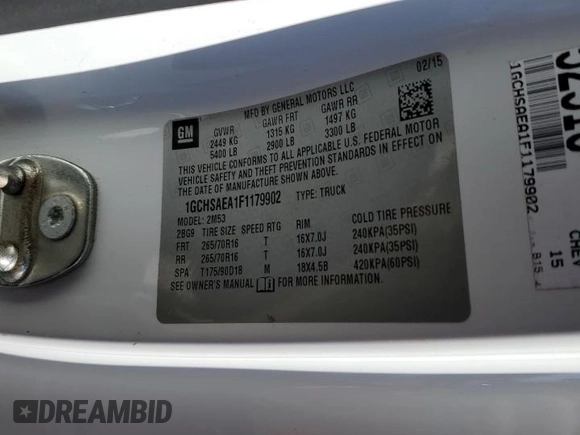 02/15
MFD BY GENERAL MOTORS LLC
GM
GVWR GAWR FRT GAWR RR
2449 KG 1315 KG 1497 KG
5400 LB 2900 LB 3300 LB
THIS VEHICLE CONFORMS TO ALL APPLICABLE U.S. FEDERAL MOTOR
VEHICLE SAFETY AND THEFT PREVENTION STANDARDS IN EFFECT ON
THE DATE OF MANUFACTURE SHOWN ABOVE.
1GCHSAEA1F1179902 TYPE: TRUCK
MODEL: 2M53
2BG9 TIRE SIZE SPEED RTG RIM COLD TIRE PRESSURE
FRT 265/70R16 T 16X7.0J 240KPA(35PSI)
RR 265/70R16 T 16X7.0J 240KPA(35PSI)
SPA T175/90D18 M 18X4.5B 420KPA(60PSI)
SEE OWNER'S MANUAL FOR MORE INFORMATION.
1GCHSAEA1F1179902
15
CHEV
DREAMBID